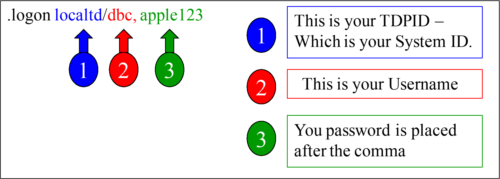 .logon localtd/dbc, apple123
1 2 3
1 This is your TDPID –
Which is your System ID.
2 This is your Username
3 You password is placed
after the comma